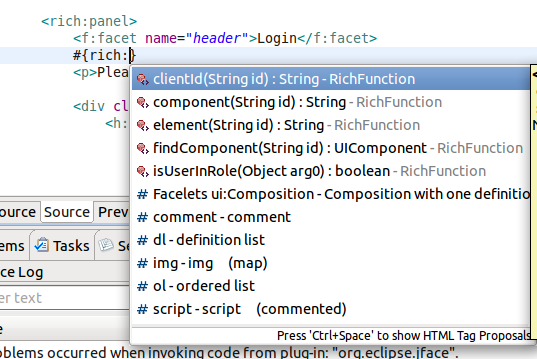 <rich:panel>
<f:facet name="header">Login</f:facet>
#{rich:}
<p>Plea
<div cl
<h:
clientId(String id) : String - RichFunction
component(String id) : String - RichFunction
element(String id) : String - RichFunction
findComponent(String id) : UIComponent - RichFunction
isUserInRole(Object arg0) : boolean - RichFunction
# Facelets ui:Composition - Composition with one definitio
# comment - comment
# dl - definition list
# img - img (map)
# ol - ordered list
# script - script (commented)
Press 'Ctrl+Space' to show HTML Tag Proposals
ource Source Prev
ems Tasks Se
ce Log
er text
e
oblems occurred when invoking code from plug-in: "org.eclipse.jface".